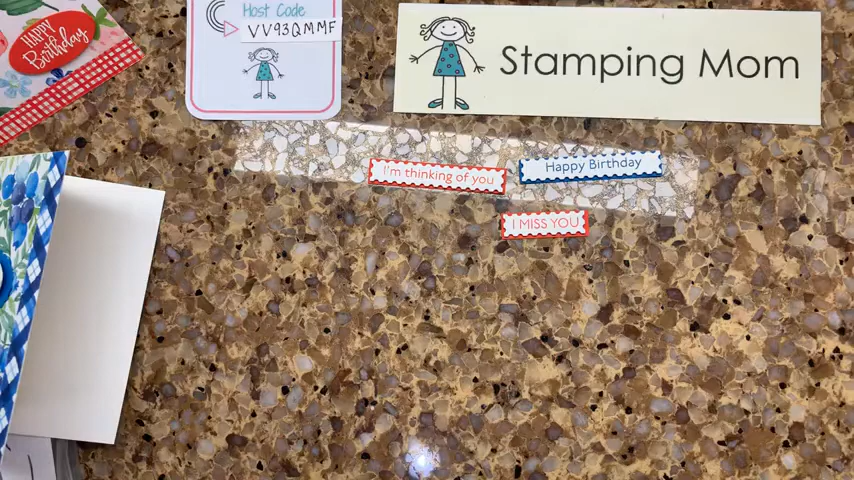 Happy
Birthday
Host Code
VV93QMMF
Stamping Mom
I'm thinking of you
Happy Birthday
I MISS YOU